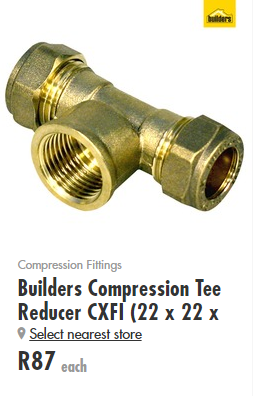 builders
Compression Fittings
Builders Compression Tee
Reducer CXFI (22 x 22 x
Select nearest store
R87 each